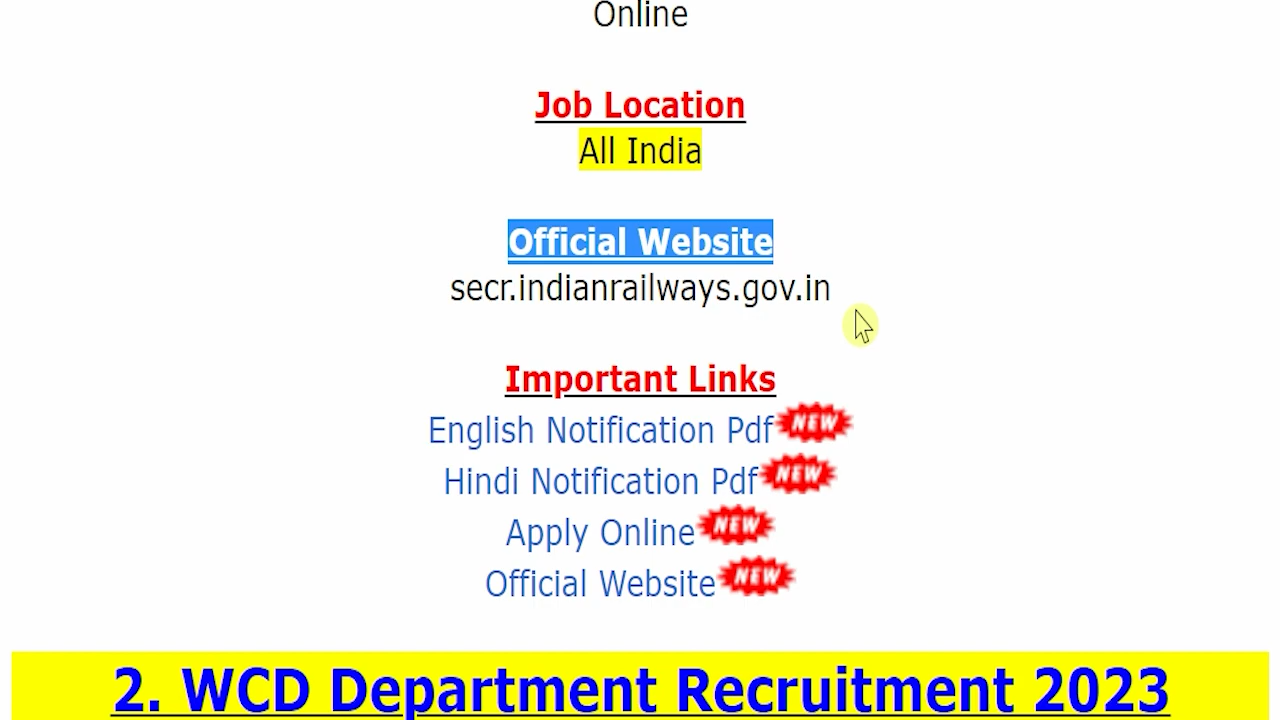 Online
Job Location
All India
Official Website
secr.indianrailways.gov.in
Important Links
English Notification Pdf NEW
Hindi Notification Pdf NEW
Apply Online NEW
Official Website NEW
2. WCD Department Recruitment 2023